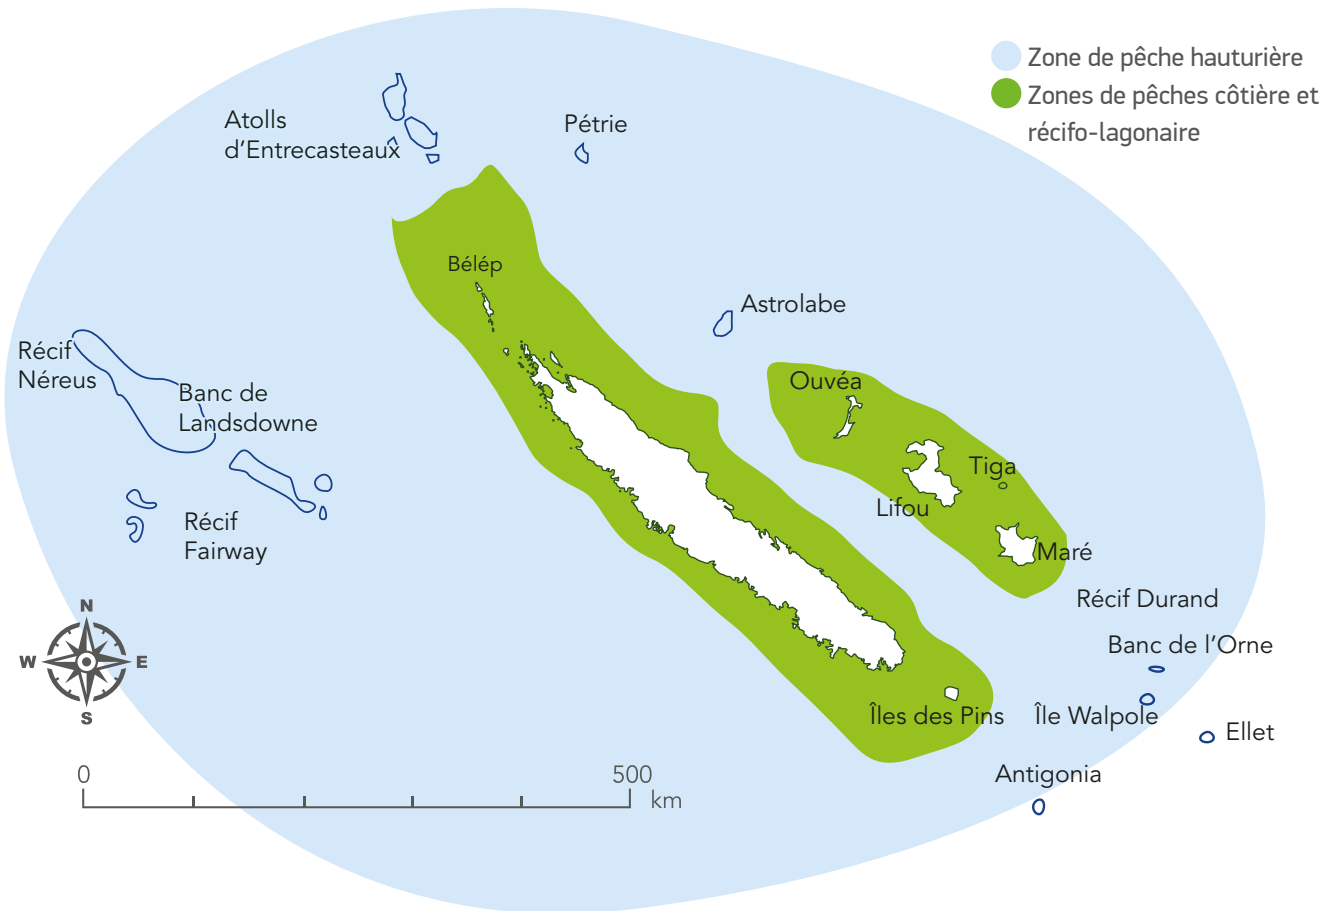 Zone de pêche hauturière
Zones de pêches côtière et
récifo-lagonaire
Atolls
d’Entrecasteaux
Pétrie
Bélép
Astrolabe
Récif
Néreus
Banc de
Landsdowne
Ouvéa
Tiga
Lifou
Récif
Fairway
Maré
Récif Durand
Banc de l’Orne
Îles des Pins
Île Walpole
Ellet
Antigonia
N
W
E
S
0
500
km